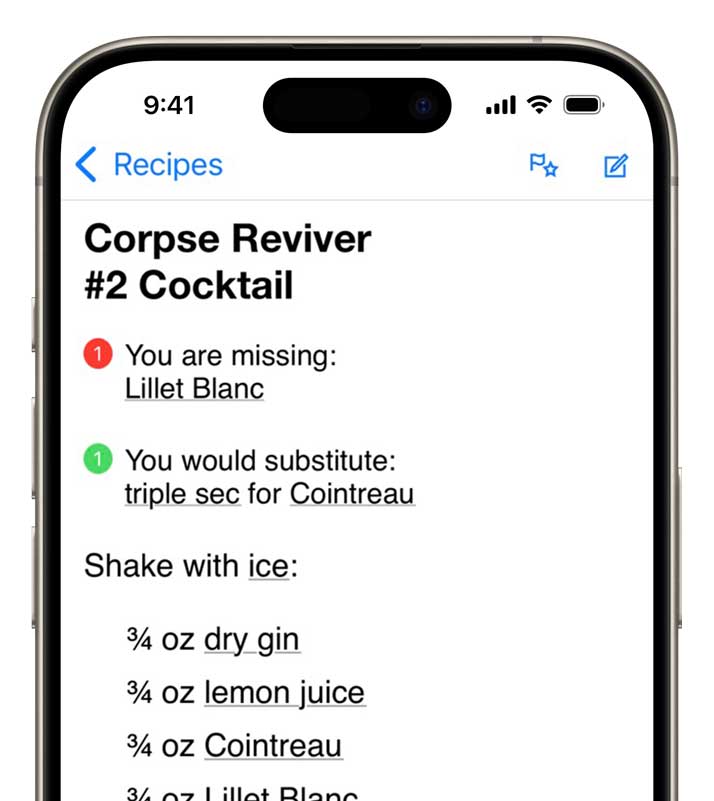 9:41
Recipes
Corpse Reviver
#2 Cocktail
1 You are missing:
Lillet Blanc
1 You would substitute:
triple sec for Cointreau
Shake with ice:
¾ oz dry gin
¾ oz lemon juice
¾ oz Cointreau
¾ oz Lillet Blanc